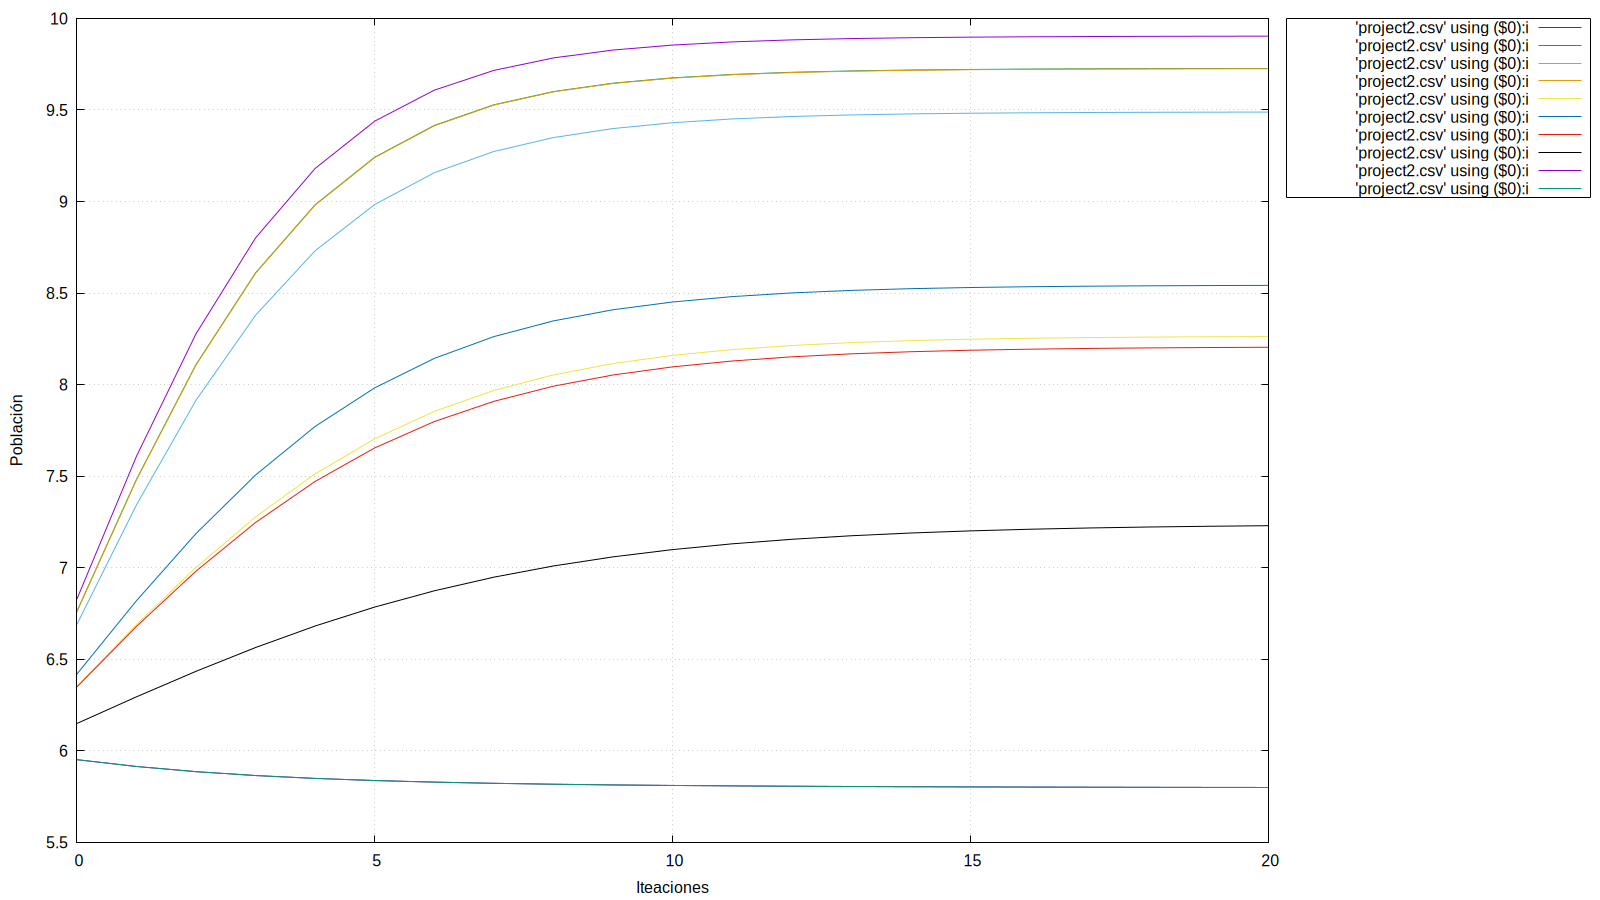 10
9.5
9
8.5
8
7.5
7
6.5
6
5.5
0 5 10 15 20
Población
Iteaciones
'project2.csv' using ($0):i
'project2.csv' using ($0):i
'project2.csv' using ($0):i
'project2.csv' using ($0):i
'project2.csv' using ($0):i
'project2.csv' using ($0):i
'project2.csv' using ($0):i
'project2.csv' using ($0):i
'project2.csv' using ($0):i
'project2.csv' using ($0):i